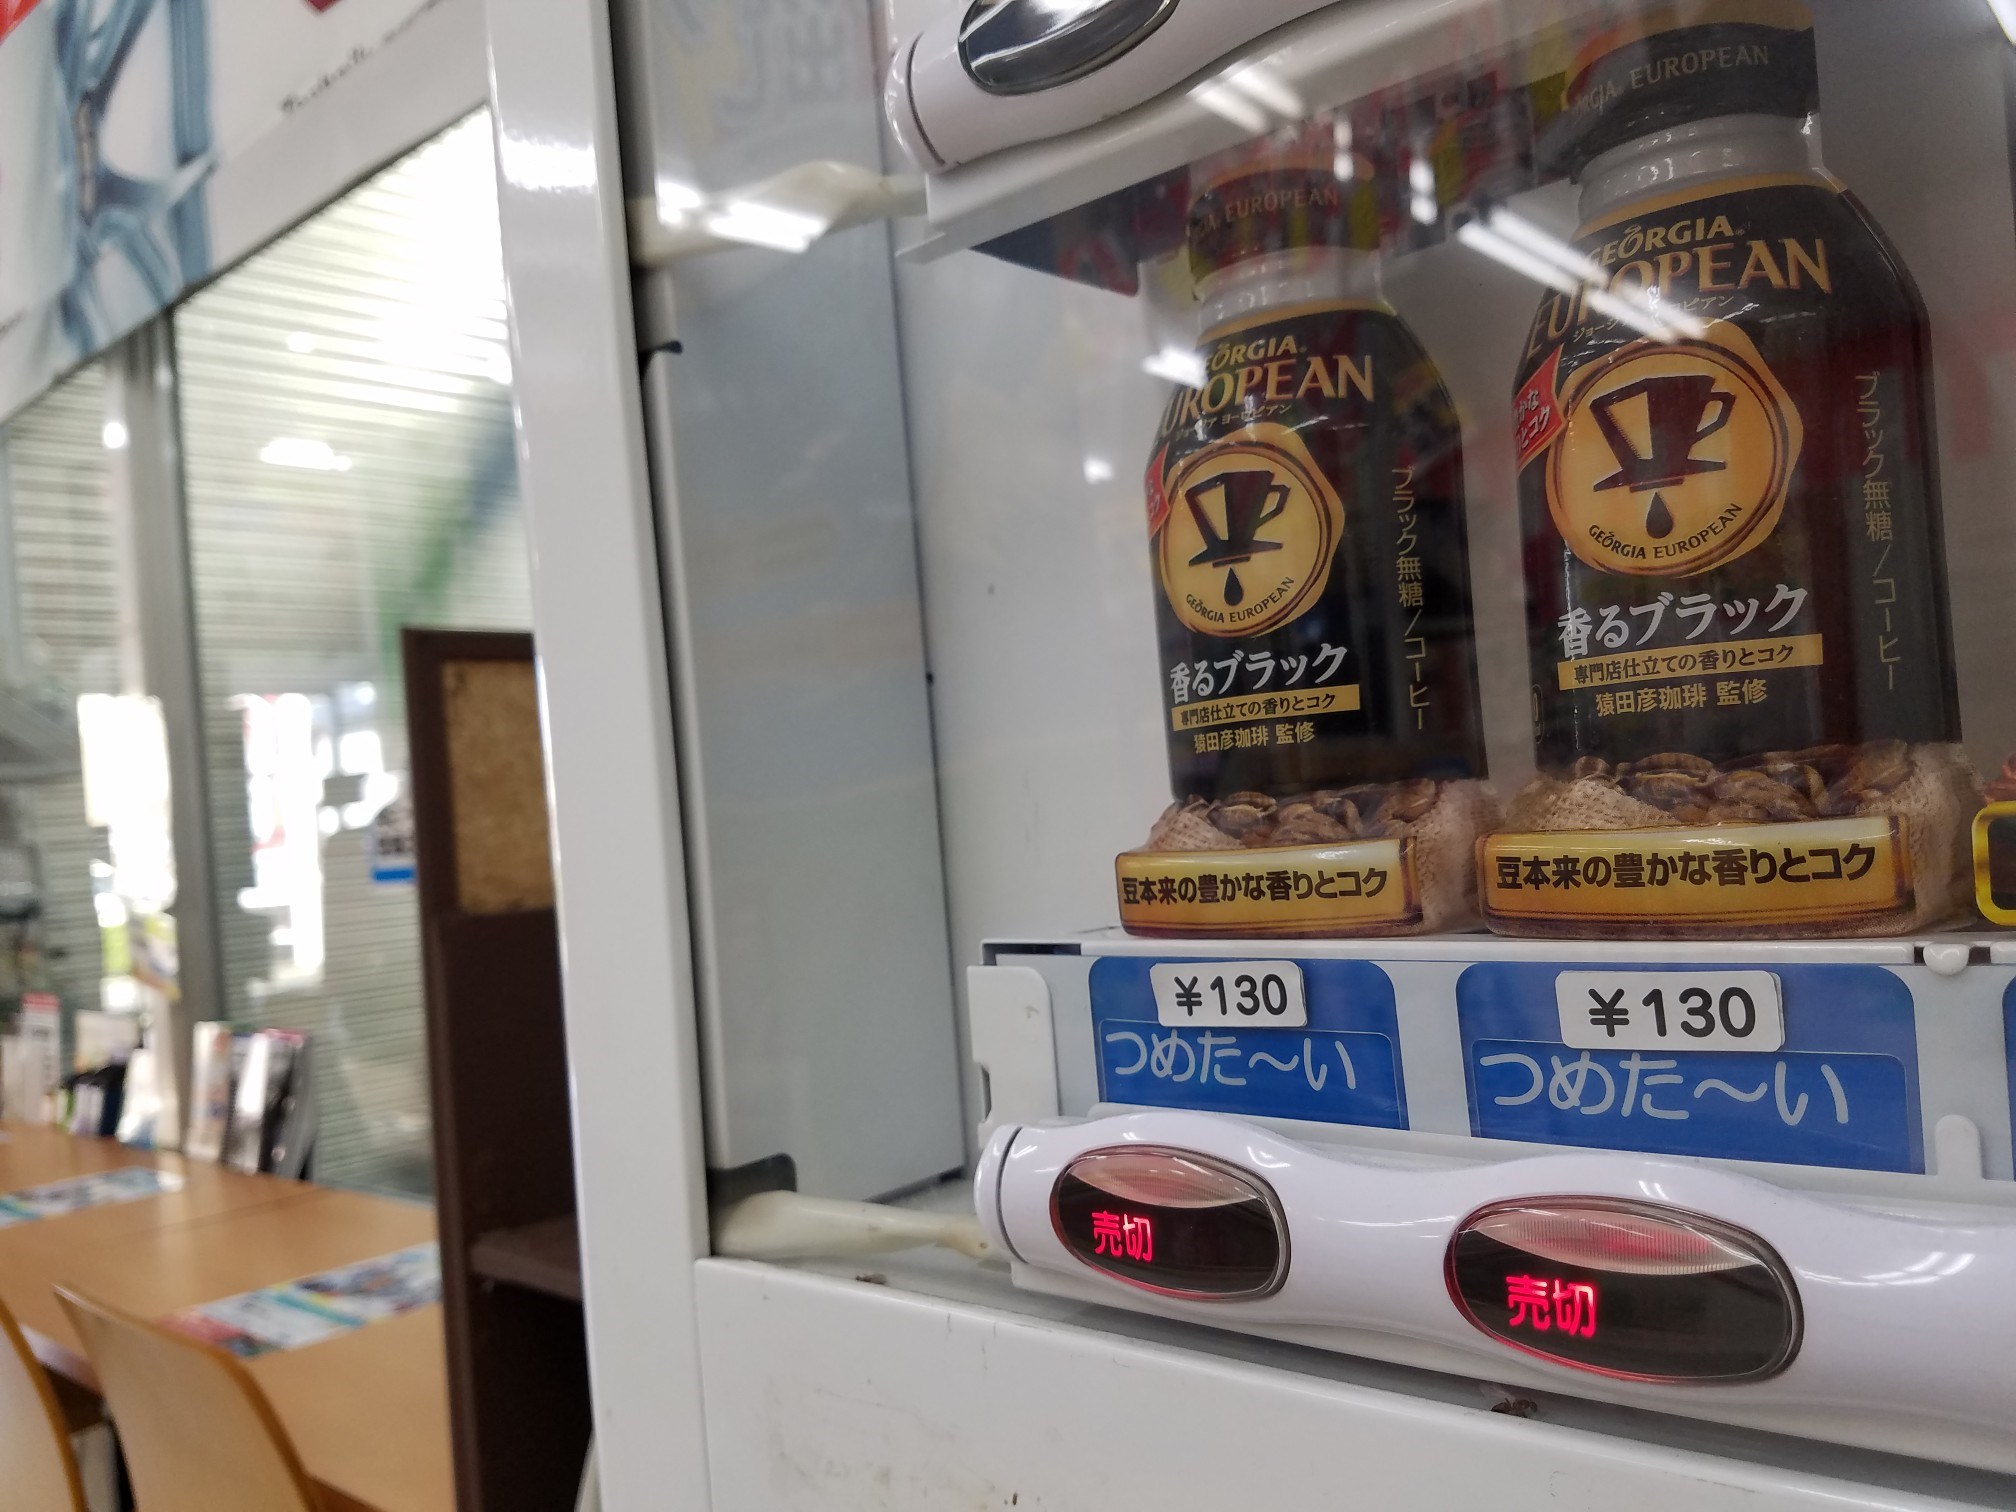 GEORGIA EUROPEAN
EUROPEAN
GEORGIA
EUROPEAN
ジョージア ヨーロピアン
GEORGIA EUROPEAN
香るブラック
専門店仕立ての香りとコク
猿田彦珈琲 監修
ブラック無糖/コーヒー
豆本来の豊かな香りとコク
¥130
つめた〜い
売切
GEORGIA
EUROPEAN
GEORGIA EUROPEAN
香るブラック
専門店仕立ての香りとコク
猿田彦珈琲 監修
ブラック無糖/コーヒー
豆本来の豊かな香りとコク
¥130
つめた〜い
売切